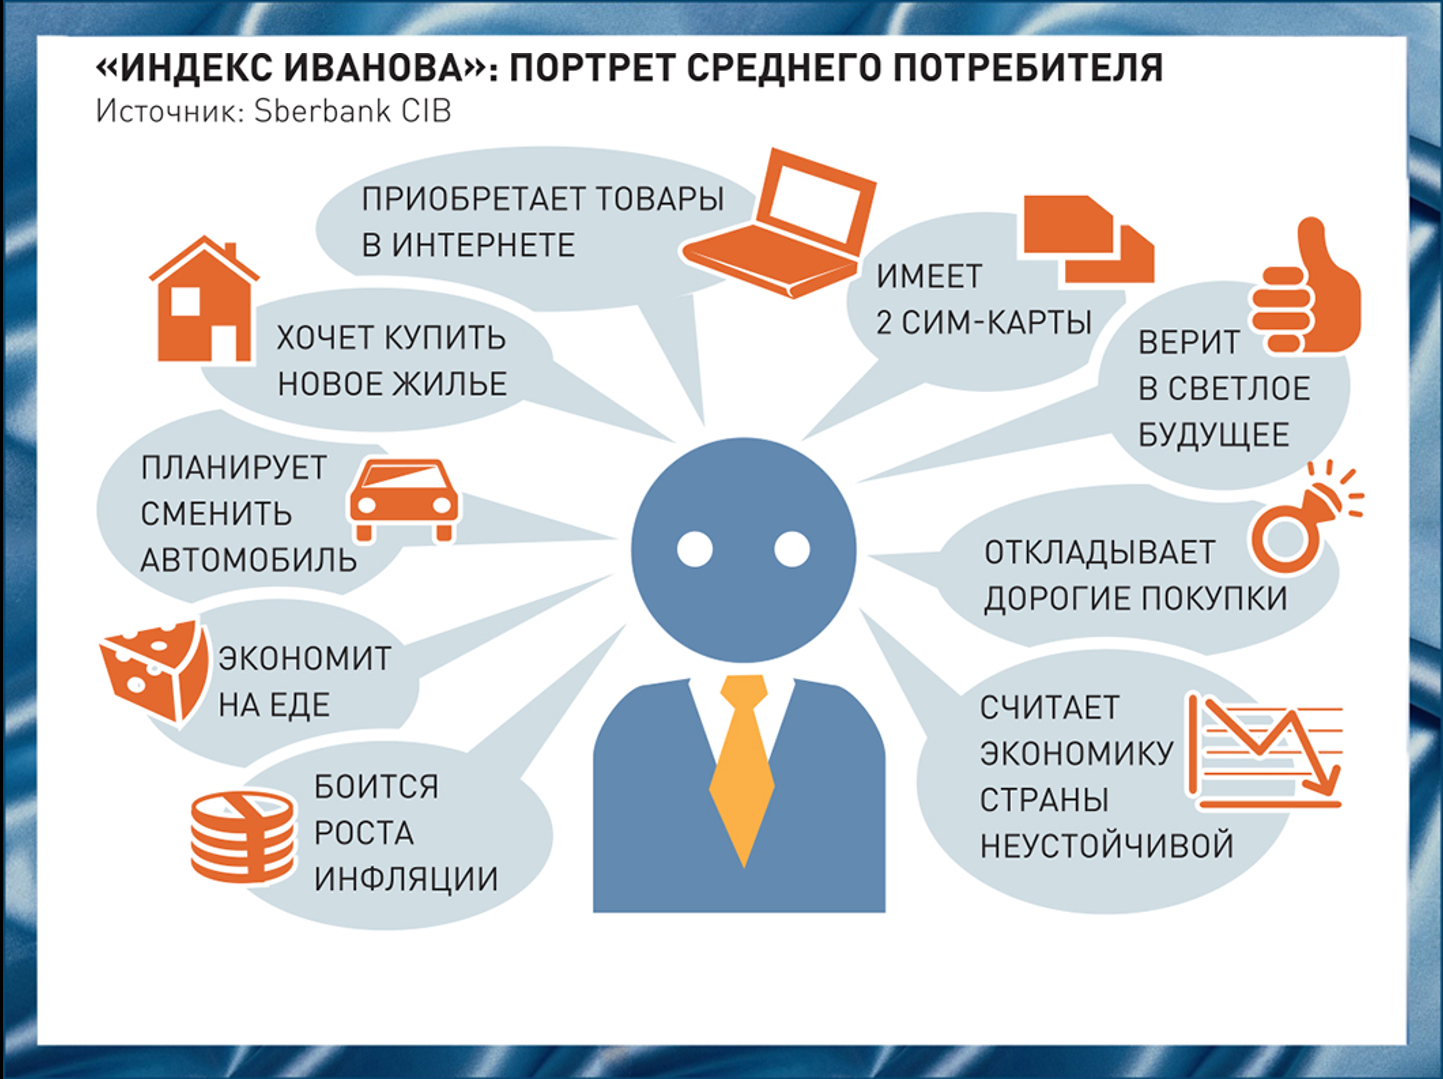 «ИНДЕКС ИВАНОВА»: ПОРТРЕТ СРЕДНЕГО ПОТРЕБИТЕЛЯ
Источник: Sberbank CIB
ПРИОБРЕТАЕТ ТОВАРЫ
В ИНТЕРНЕТЕ
ИМЕЕТ
2 СИМ-КАРТЫ
ХОЧЕТ КУПИТЬ
НОВОЕ ЖИЛЬЕ
ВЕРИТ
В СВЕТЛОЕ
БУДУЩЕЕ
ПЛАНИРУЕТ
СМЕНИТЬ
АВТОМОБИЛЬ
ОТКЛАДЫВАЕТ
ДОРОГИЕ ПОКУПКИ
ЭКОНОМИТ
НА ЕДЕ
СЧИТАЕТ
ЭКОНОМИКУ
СТРАНЫ
НЕУСТОЙЧИВОЙ
БОИТСЯ
РОСТА
ИНФЛЯЦИИ